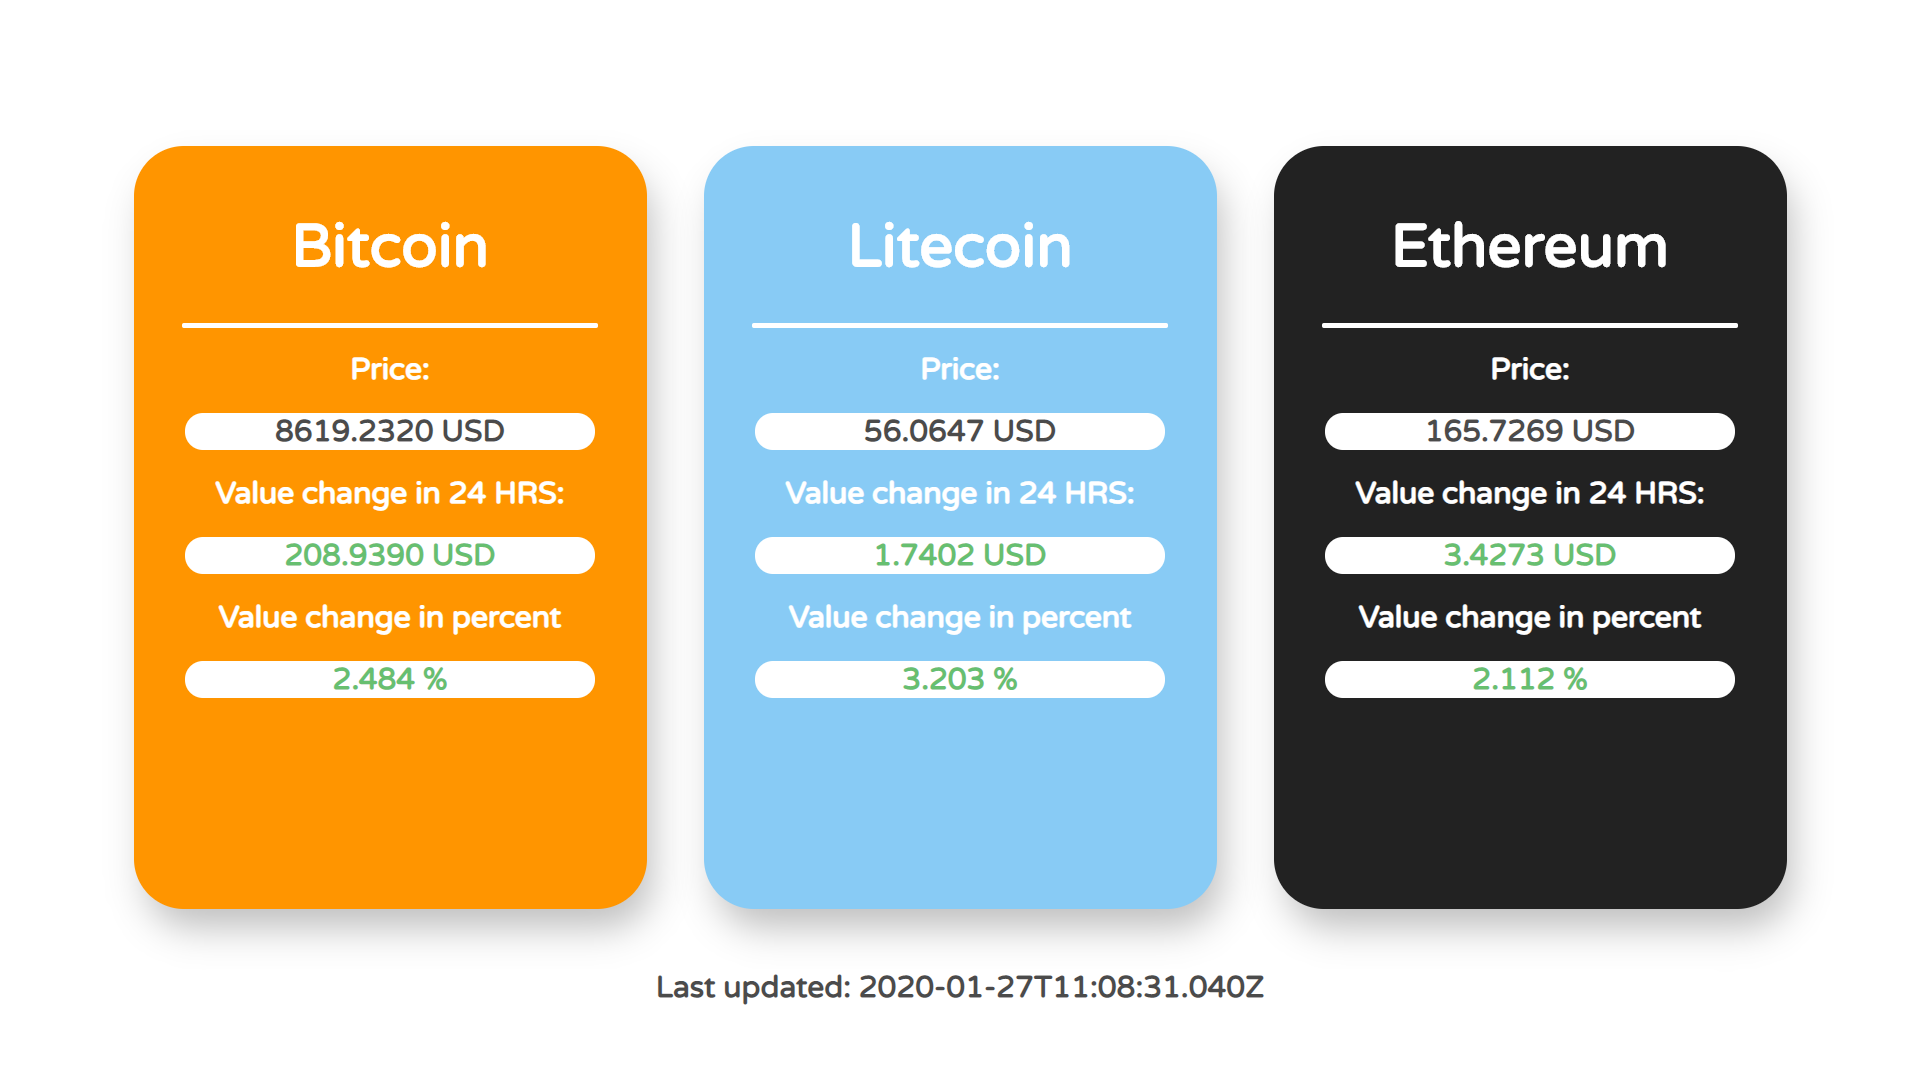 Bitcoin
Price:
8619.2320 USD
Value change in 24 HRS:
208.9390 USD
Value change in percent
2.484 %
Litecoin
Price:
56.0647 USD
Value change in 24 HRS:
1.7402 USD
Value change in percent
3.203 %
Ethereum
Price:
165.7269 USD
Value change in 24 HRS:
3.4273 USD
Value change in percent
2.112 %
Last updated: 2020-01-27T11:08:31.040Z